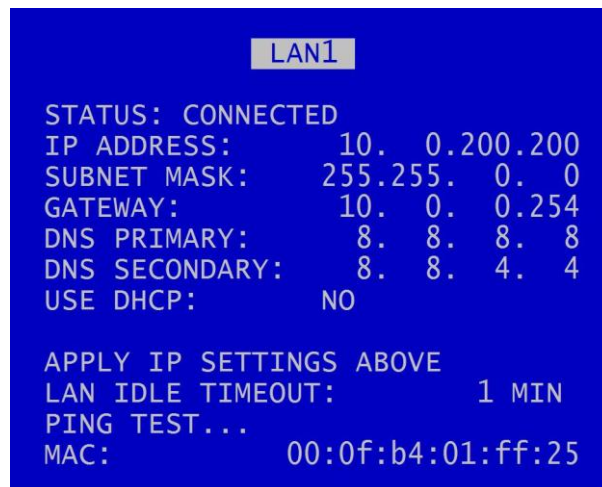 LAN1
STATUS: CONNECTED
IP ADDRESS: 10. 0.200.200
SUBNET MASK: 255.255. 0. 0
GATEWAY: 10. 0. 0.254
DNS PRIMARY: 8. 8. 8. 8
DNS SECONDARY: 8. 8. 4. 4
USE DHCP: NO
APPLY IP SETTINGS ABOVE
LAN IDLE TIMEOUT: 1 MIN
PING TEST...
MAC: 00:0f:b4:01:ff:25